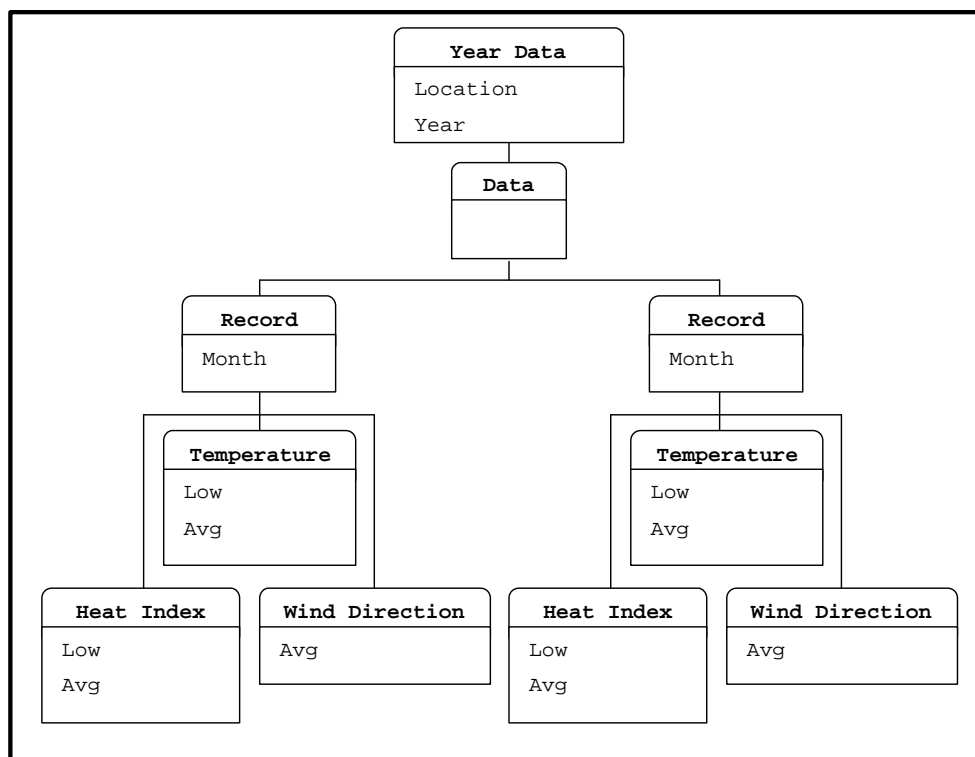 Year Data
Location
Year
Data
Record
Month
Record
Month
Temperature
Low
Avg
Temperature
Low
Avg
Heat Index
Low
Avg
Wind Direction
Avg
Heat Index
Low
Avg
Wind Direction
Avg